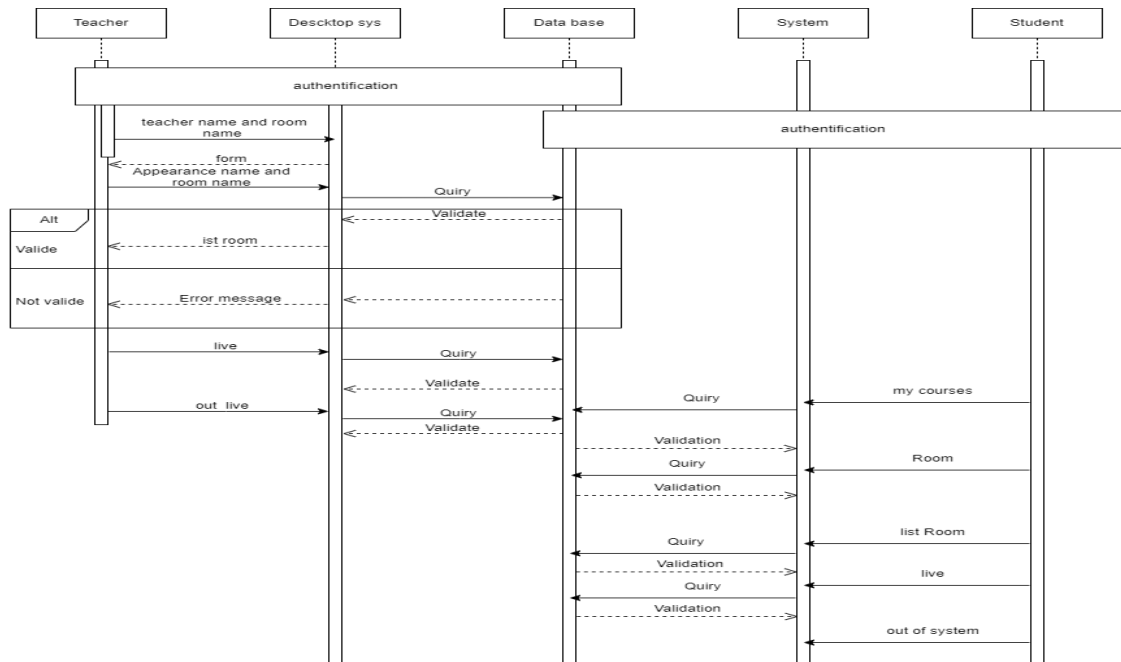 Teacher
Descktop sys
Data base
System
Student
authentification
teacher name and room
name
authentification
form
Appearance name and
room name
Quiry
Alt
Validate
Valide
ist room
Not valide
Error message
live
Quiry
Validate
my courses
Quiry
out live
Quiry
Validate
Validation
Room
Quiry
Validation
list Room
Quiry
Validation
live
Quiry
Validation
out of system